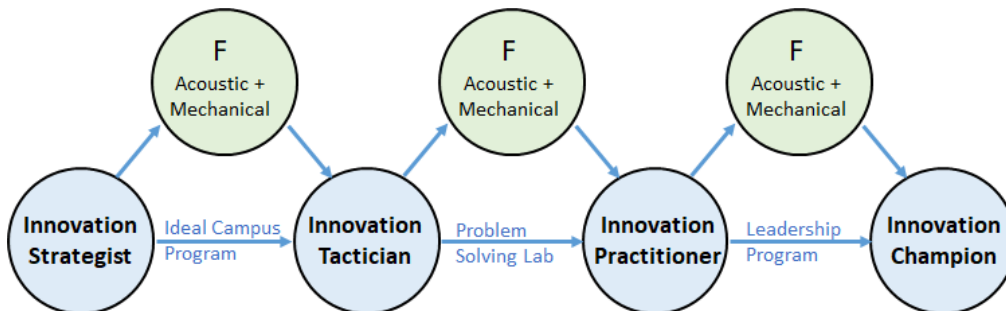 F
Acoustic +
Mechanical
F
Acoustic +
Mechanical
F
Acoustic +
Mechanical
Innovation
Strategist
Ideal Campus
Program
Innovation
Tactician
Problem
Solving Lab
Innovation
Practitioner
Leadership
Program
Innovation
Champion